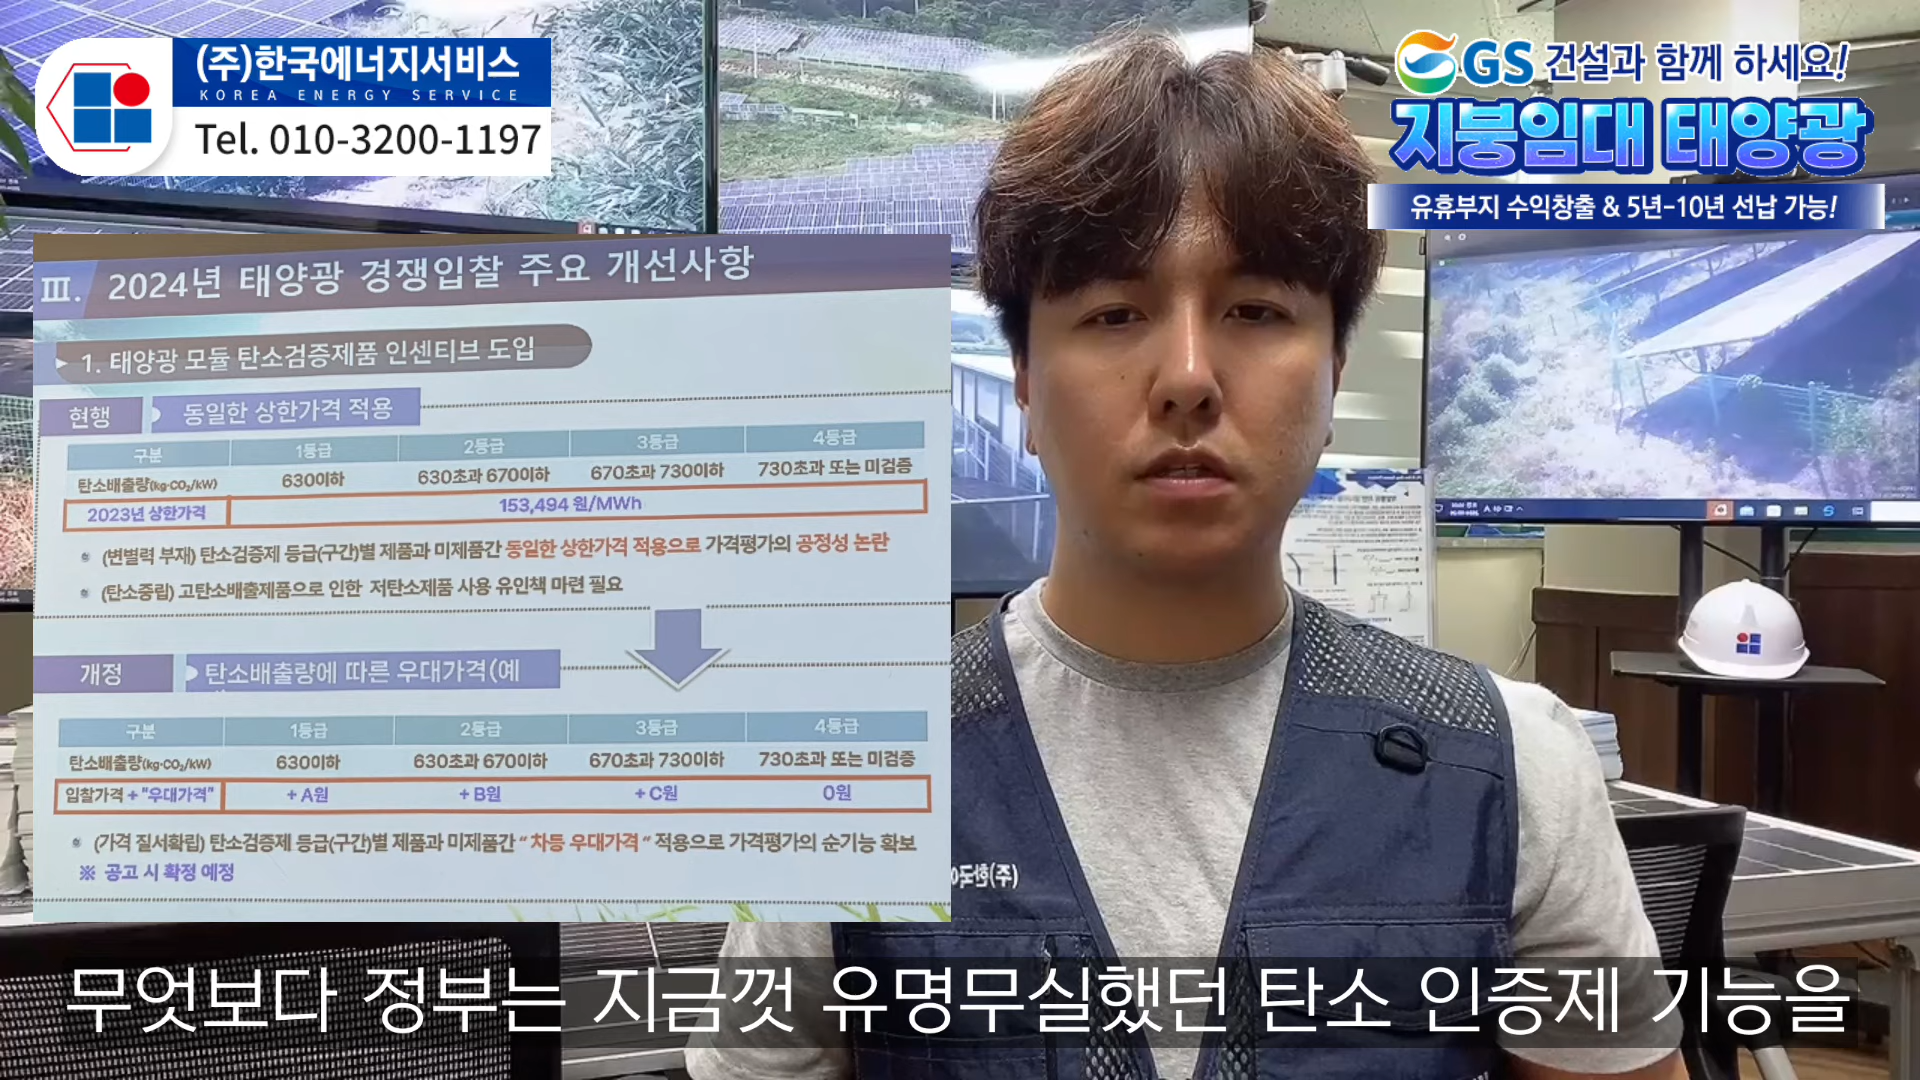 (주)한국에너지서비스
KOREA ENERGY SERVICE
Tel. 010-3200-1197
GS 건설과 함께 하세요!
지붕임대 태양광
유휴부지 수익창출 & 5년-10년 선납 가능!
Ⅲ. 2024년 태양광 경쟁입찰 주요 개선사항
1. 태양광 모듈 탄소검증제품 인센티브 도입
현행 동일한 상한가격 적용
구분 1등급 2등급 3등급 4등급
탄소배출량(kg·CO₂/kW) 630이하 630초과 670이하 670초과 730이하 730초과 또는 미검증
2023년 상한가격 153,494 원/MWh
(변별력 부재) 탄소검증제 등급(구간)별 제품과 미제품간 동일한 상한가격 적용으로 가격평가의 공정성 논란
(탄소중립) 고탄소배출제품으로 인한 저탄소제품 사용 유인책 마련 필요
개정 탄소배출량에 따른 우대가격(예
구분 1등급 2등급 3등급 4등급
탄소배출량(kg·CO₂/kW) 630이하 630초과 670이하 670초과 730이하 730초과 또는 미검증
입찰가격 + "우대가격" + A원 + B원 + C원 0원
(가격 질서확립) 탄소검증제 등급(구간)별 제품과 미제품간 " 차등 우대가격 " 적용으로 가격평가의 순기능 확보
※ 공고 시 확정 예정
(주)한국에
무엇보다 정부는 지금껏 유명무실했던 탄소 인증제 기능을